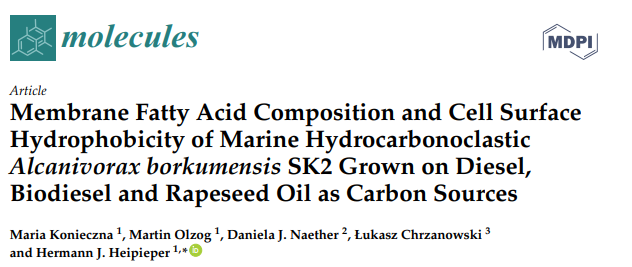 molecules
MDPI
Article
Membrane Fatty Acid Composition and Cell Surface
Hydrophobicity of Marine Hydrocarbonoclastic
Alcanivorax borkumensis SK2 Grown on Diesel,
Biodiesel and Rapeseed Oil as Carbon Sources
Maria Konieczna 1, Martin Olzog 1, Daniela J. Naether 2, Łukasz Chrzanowski 3
and Hermann J. Heipieper 1,* iD